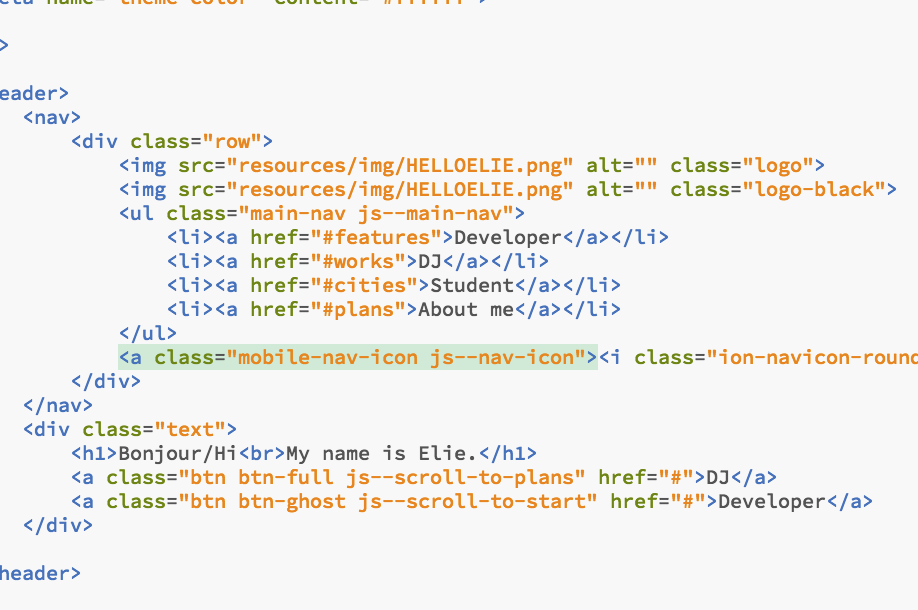 name="theme-color" content="#ffffff">
>
eader>
<nav>
<div class="row">
<img src="resources/img/HELLOELIE.png" alt="" class="logo">
<img src="resources/img/HELLOELIE.png" alt="" class="logo-black">
<ul class="main-nav js--main-nav">
<li><a href="#features">Developer</a></li>
<li><a href="#works">DJ</a></li>
<li><a href="#cities">Student</a></li>
<li><a href="#plans">About me</a></li>
</ul>
<a class="mobile-nav-icon js--nav-icon"><i class="ion-navicon-round
</div>
</nav>
<div class="text">
<h1>Bonjour/Hi<br>My name is Elie.</h1>
<a class="btn btn-full js--scroll-to-plans" href="#">DJ</a>
<a class="btn btn-ghost js--scroll-to-start" href="#">Developer</a>
</div>
header>